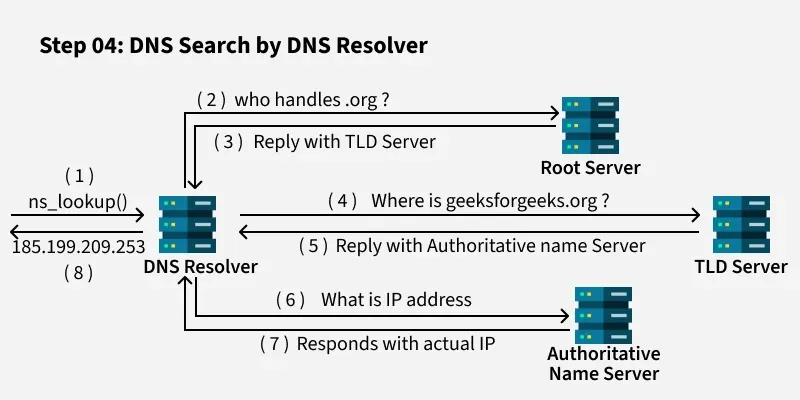 Step 04: DNS Search by DNS Resolver
( 2 ) who handles .org ?
( 3 ) Reply with TLD Server
Root Server
( 1 )
ns_lookup()
185.199.209.253
( 8 )
DNS Resolver
( 4 ) Where is geeksforgeeks.org ?
( 5 ) Reply with Authoritative name Server
TLD Server
( 6 ) What is IP address
( 7 ) Responds with actual IP
Authoritative
Name Server